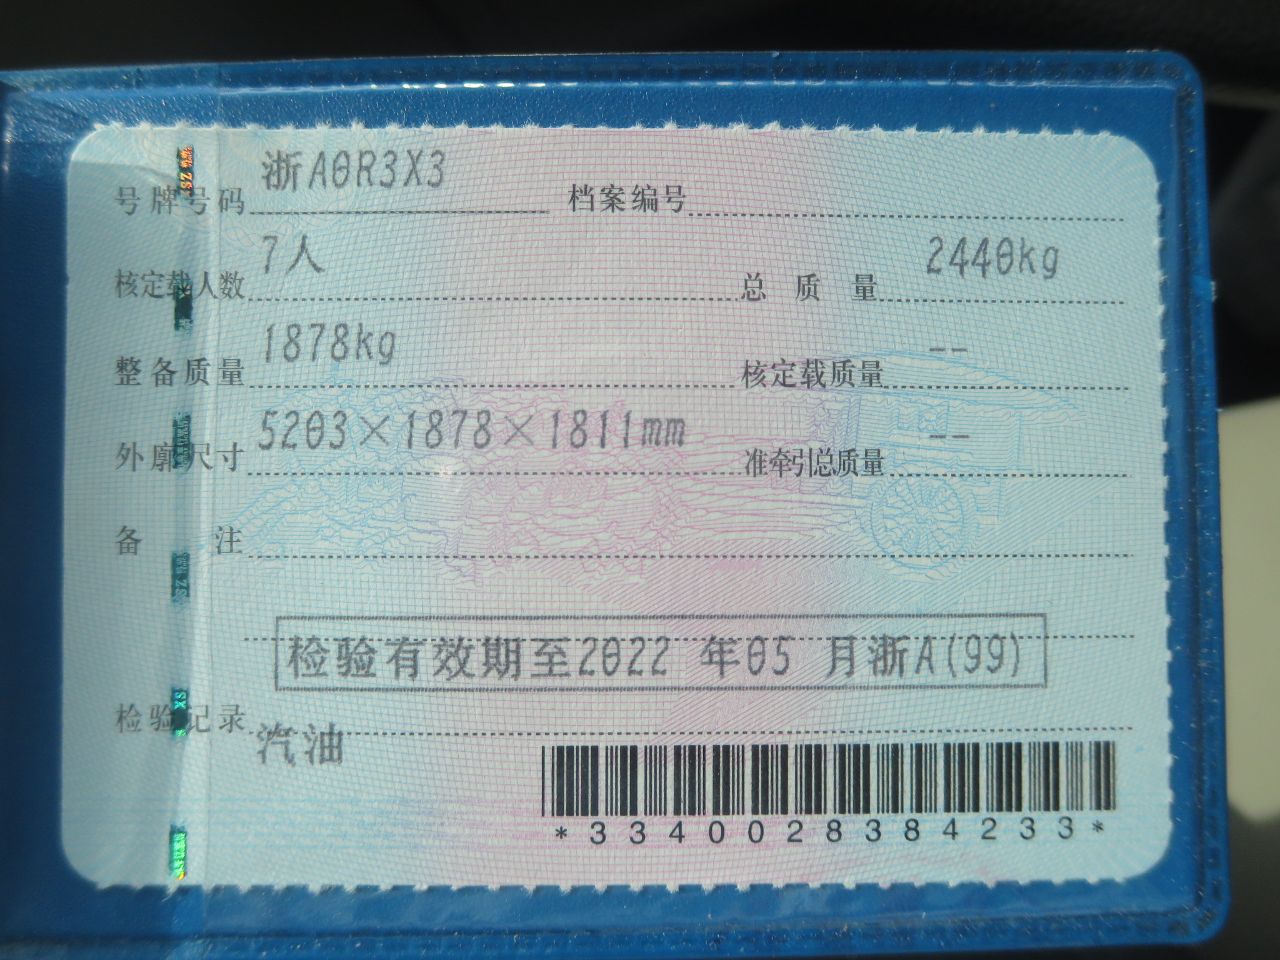 号牌号码 浙A0R3X3 档案编号
核定载人数 7人 总质量 2440kg
整备质量 1878kg 核定载质量 --
外廓尺寸 5203×1878×1811mm 准牵引总质量 --
备注
检验有效期至2022 年05 月浙A(99)
检验记录
汽油
*3340028384233*